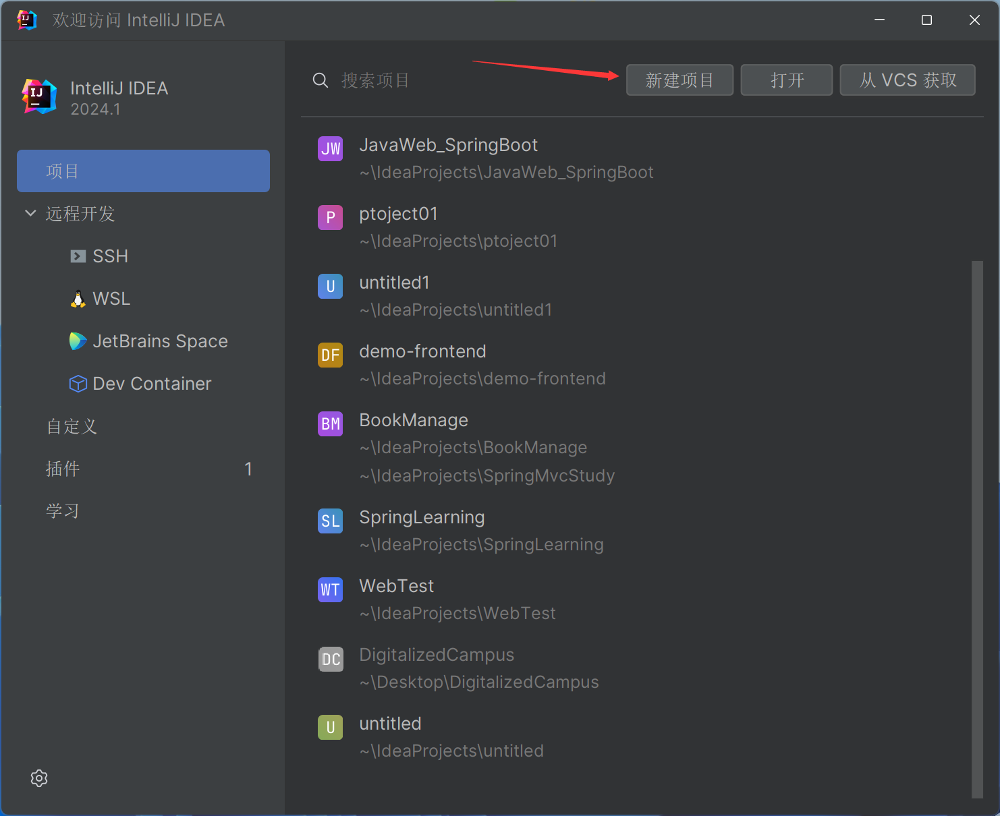 欢迎访问 IntelliJ IDEA
IntelliJ IDEA
2024.1
项目
远程开发
SSH
WSL
JetBrains Space
Dev Container
自定义
插件 1
学习
搜索项目
新建项目
打开
从 VCS 获取
JW JavaWeb_SpringBoot
~\IdeaProjects\JavaWeb_SpringBoot
P ptoject01
~\IdeaProjects\ptoject01
U untitled1
~\IdeaProjects\untitled1
DF demo-frontend
~\IdeaProjects\demo-frontend
BM BookManage
~\IdeaProjects\BookManage
~\IdeaProjects\SpringMvcStudy
SL SpringLearning
~\IdeaProjects\SpringLearning
WT WebTest
~\IdeaProjects\WebTest
DC DigitalizedCampus
~\Desktop\DigitalizedCampus
U untitled
~\IdeaProjects\untitled